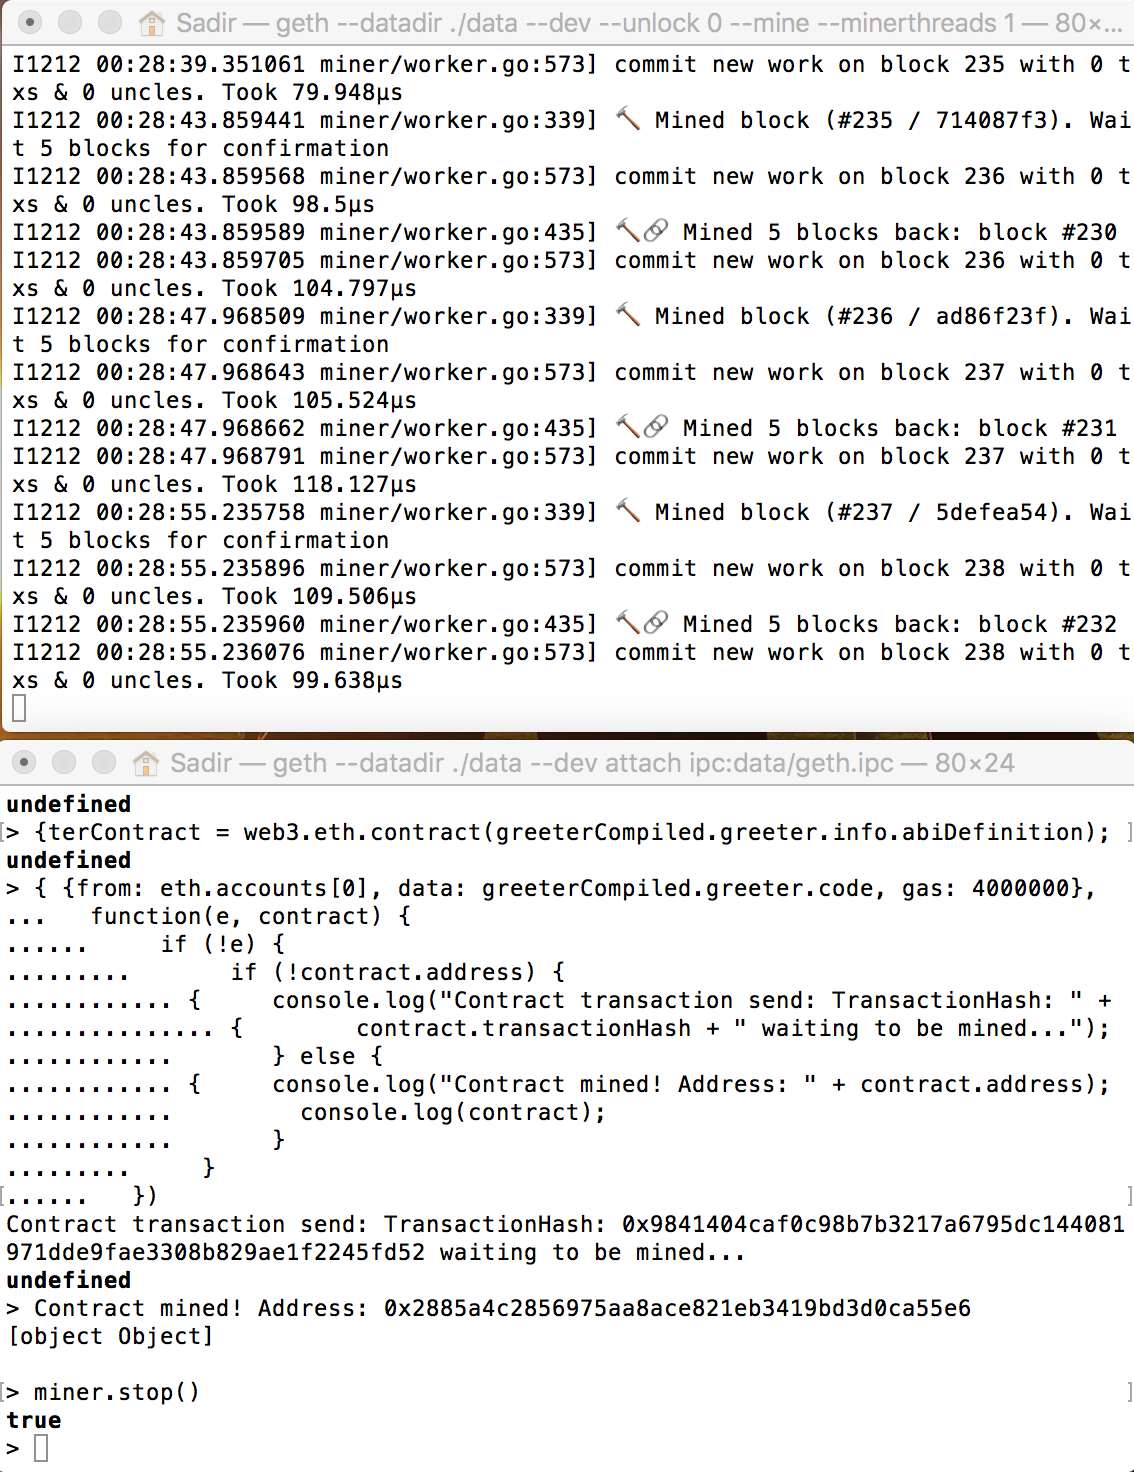 Sadir — geth --datadir ./data --dev --unlock 0 --mine --minerthreads 1 — 80×...
I1212 00:28:39.351061 miner/worker.go:573] commit new work on block 235 with 0 t
xs & 0 uncles. Took 79.948µs
I1212 00:28:43.859441 miner/worker.go:339] 🔨 Mined block (#235 / 714087f3). Wai
t 5 blocks for confirmation
I1212 00:28:43.859568 miner/worker.go:573] commit new work on block 236 with 0 t
xs & 0 uncles. Took 98.5µs
I1212 00:28:43.859589 miner/worker.go:435] 🔨🔗 Mined 5 blocks back: block #230
I1212 00:28:43.859705 miner/worker.go:573] commit new work on block 236 with 0 t
xs & 0 uncles. Took 104.797µs
I1212 00:28:47.968509 miner/worker.go:339] 🔨 Mined block (#236 / ad86f23f). Wai
t 5 blocks for confirmation
I1212 00:28:47.968643 miner/worker.go:573] commit new work on block 237 with 0 t
xs & 0 uncles. Took 105.524µs
I1212 00:28:47.968662 miner/worker.go:435] 🔨🔗 Mined 5 blocks back: block #231
I1212 00:28:47.968791 miner/worker.go:573] commit new work on block 237 with 0 t
xs & 0 uncles. Took 118.127µs
I1212 00:28:55.235758 miner/worker.go:339] 🔨 Mined block (#237 / 5defea54). Wai
t 5 blocks for confirmation
I1212 00:28:55.235896 miner/worker.go:573] commit new work on block 238 with 0 t
xs & 0 uncles. Took 109.506µs
I1212 00:28:55.235960 miner/worker.go:435] 🔨🔗 Mined 5 blocks back: block #232
I1212 00:28:55.236076 miner/worker.go:573] commit new work on block 238 with 0 t
xs & 0 uncles. Took 99.638µs
Sadir — geth --datadir ./data --dev attach ipc:data/geth.ipc — 80×24
undefined
[> {terContract = web3.eth.contract(greeterCompiled.greeter.info.abiDefinition); ]
undefined
> { {from: eth.accounts[0], data: greeterCompiled.greeter.code, gas: 4000000},
...   function(e, contract) {
......     if (!e) {
.........       if (!contract.address) {
............ {     console.log("Contract transaction send: TransactionHash: " +
............... {        contract.transactionHash + " waiting to be mined...");
............       } else {
............ {     console.log("Contract mined! Address: " + contract.address);
............         console.log(contract);
............       }
.........     }
[......   }) ]
Contract transaction send: TransactionHash: 0x9841404caf0c98b7b3217a6795dc144081
971dde9fae3308b829ae1f2245fd52 waiting to be mined...
undefined
> Contract mined! Address: 0x2885a4c2856975aa8ace821eb3419bd3d0ca55e6
[object Object]
[> miner.stop() ]
true
>